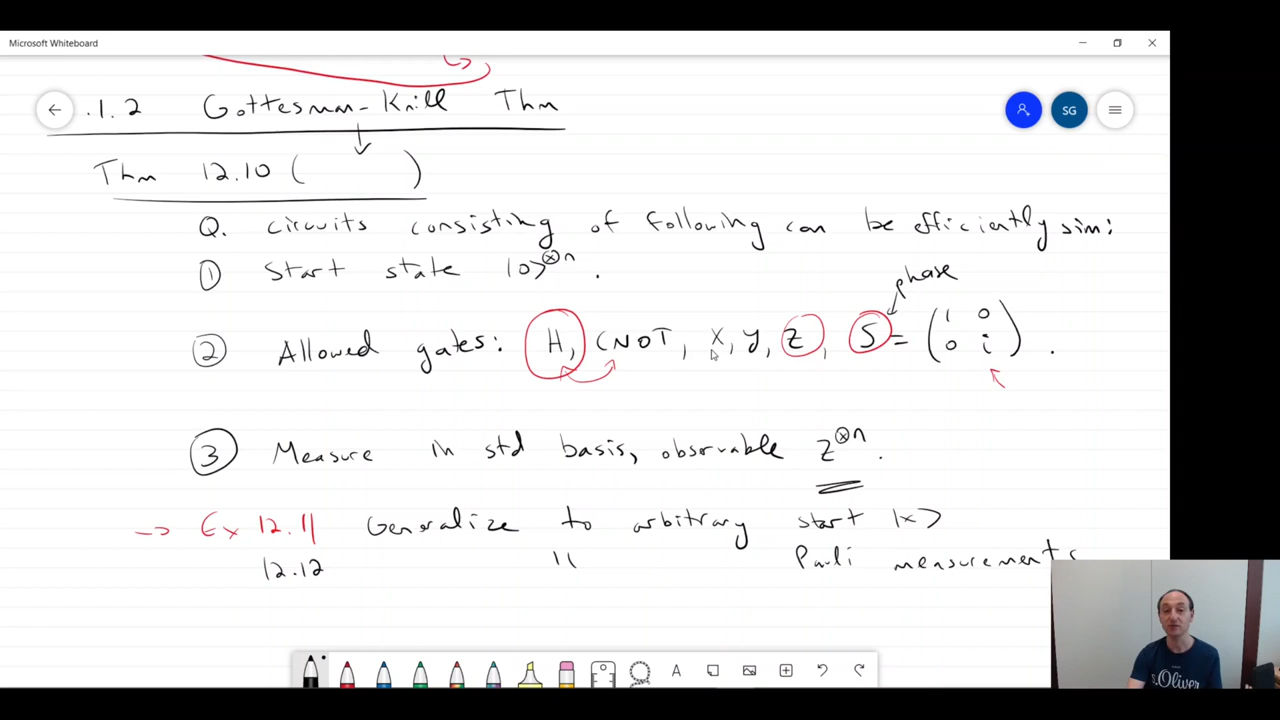 Microsoft Whiteboard
.1.2 Gottesman-Knill Thm
SG
Thm 12.10 ( )
Q. circuits consisting of following can be efficiently sim:
① Start state |0>^⊗n .
phase
② Allowed gates: H, CNOT, X, Y, Z, S = (1 0
0 i) .
③ Measure in std basis, observable Z^⊗n .
→ Ex 12.11 Generalize to arbitrary start |x>
12.12 " Pauli measurements
A
s.Oliver